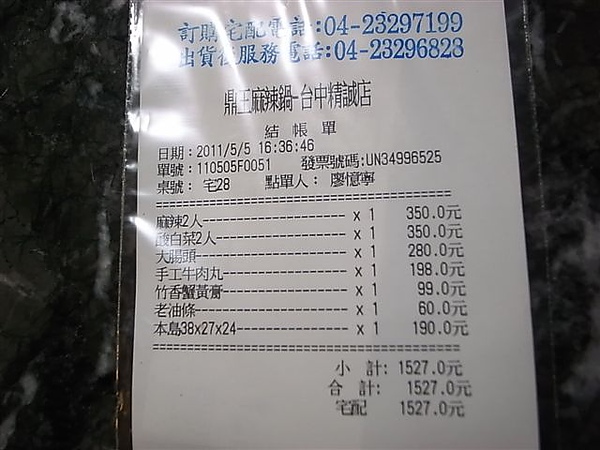 訂購宅配電話:04-23297199
出貨後服務電話:04-23296828
鼎王麻辣鍋-台中精誠店
結帳單
日期：2011/5/5 16:36:46
單號：110505F0051 發票號碼:UN34996525
桌號： 宅28 點單人： 廖憶寧
========================================
麻辣2人-------------------- x 1 350.0元
酸白菜2人------------------ x 1 350.0元
大腸頭--------------------- x 1 280.0元
手工牛肉丸----------------- x 1 198.0元
竹香蟹黃膏----------------- x 1 99.0元
老油條--------------------- x 1 60.0元
本島38x27x24--------------- x 1 190.0元
========================================
小 計: 1527.0元
合 計: 1527.0元
宅配 1527.0元